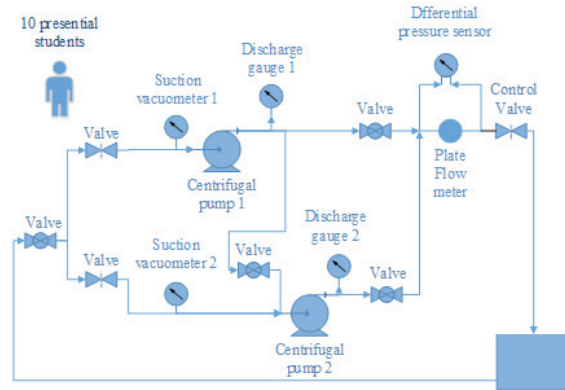 10 presential
students
Dfferential
pressure sensor
Discharge
gauge 1
Suction
vacuometer 1
Control
Valve
Valve
Valve
Plate
Flow
meter
Centrifugal
pump 1
Discharge
gauge 2
Valve
Suction
vacuometer 2
Valve
Valve
Valve
Centrifugal
pump 2